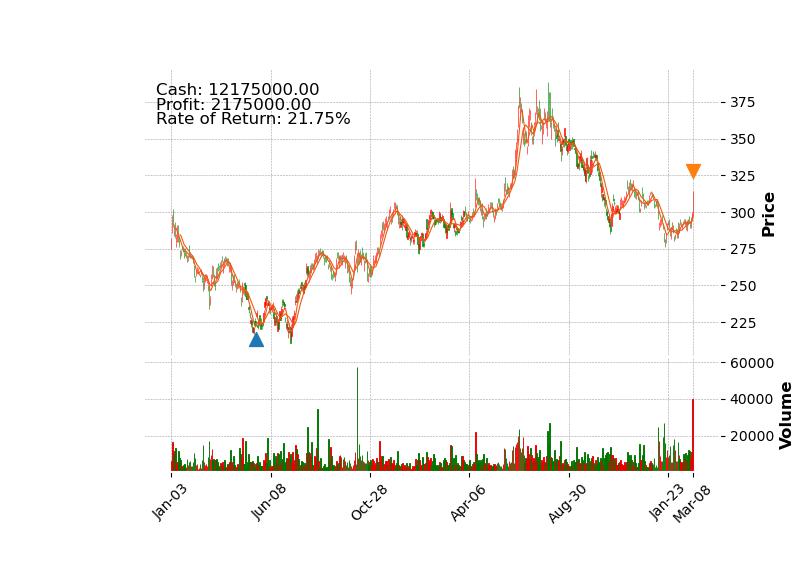 Cash: 12175000.00
Profit: 2175000.00
Rate of Return: 21.75%
375
350
325
300
275
250
225
Price
60000
40000
20000
Volume
Jan-03
Jun-08
Oct-28
Apr-06
Aug-30
Jan-23
Mar-08